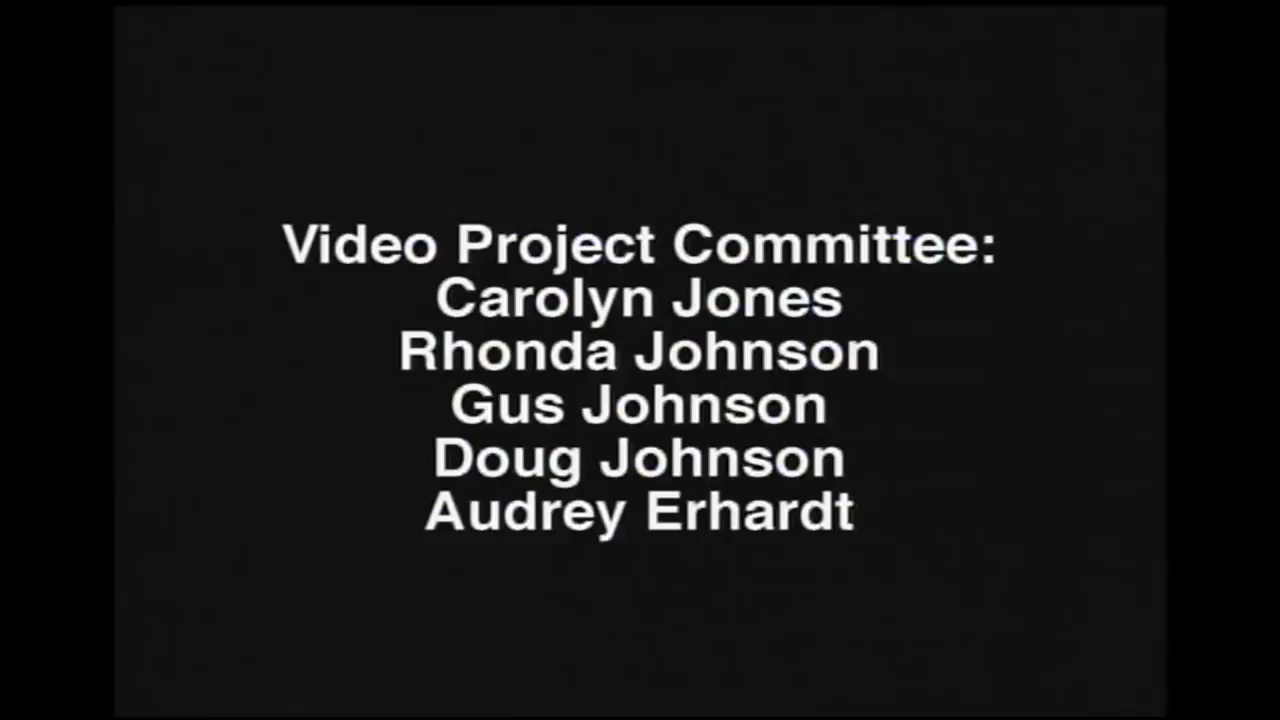 Video Project Committee:
Carolyn Jones
Rhonda Johnson
Gus Johnson
Doug Johnson
Audrey Erhardt